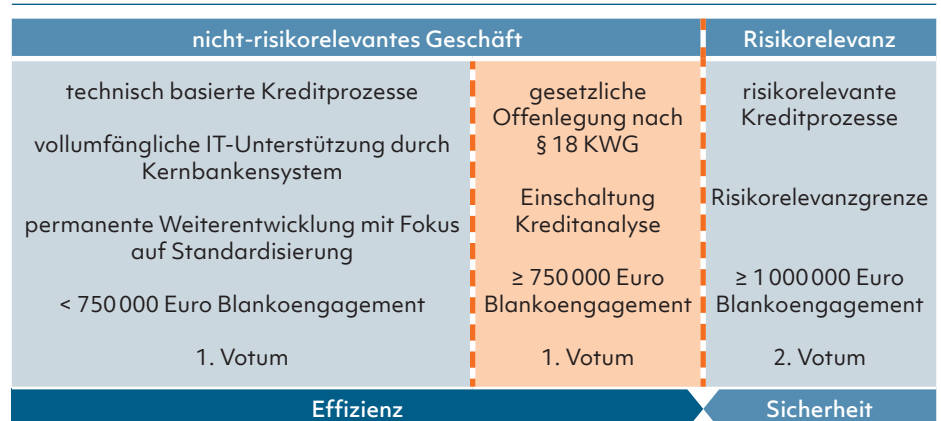 nicht-risikorelevantes Geschäft
Risikorelevanz
technisch basierte Kreditprozesse
vollumfängliche IT-Unterstützung durch
Kernbankensystem
permanente Weiterentwicklung mit Fokus
auf Standardisierung
< 750 000 Euro Blankoengagement
1. Votum
gesetzliche
Offenlegung nach
§ 18 KWG
Einschaltung
Kreditanalyse
≥ 750 000 Euro
Blankoengagement
1. Votum
risikorelevante
Kreditprozesse
Risikorelevanzgrenze
≥ 1 000 000 Euro
Blankoengagement
2. Votum
Effizienz
Sicherheit